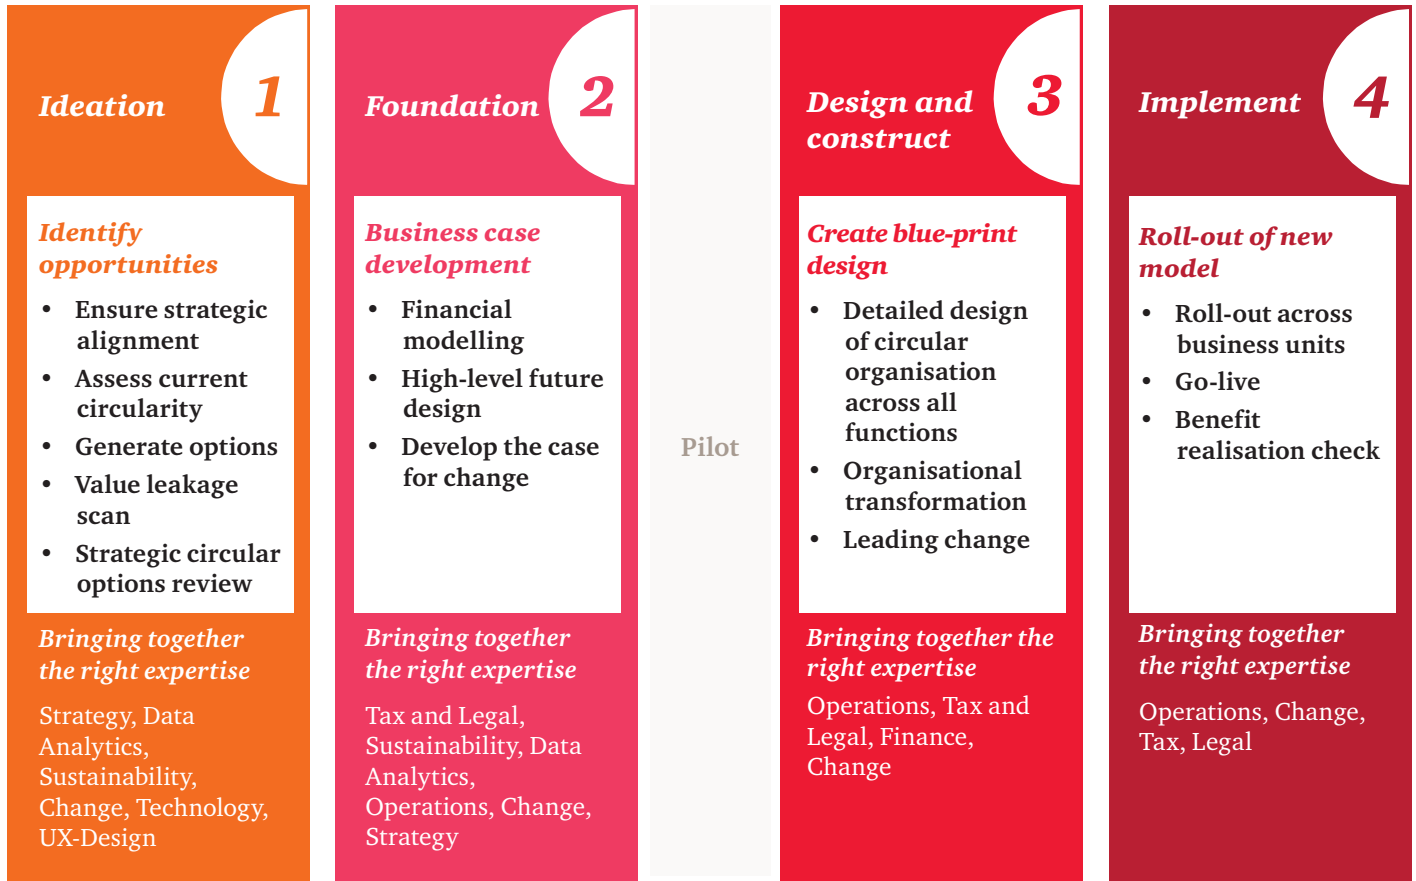 Ideation
1
Identify
opportunities
• Ensure strategic
alignment
• Assess current
circularity
• Generate options
• Value leakage
scan
• Strategic circular
options review
Bringing together
the right expertise
Strategy, Data
Analytics,
Sustainability,
Change, Technology,
UX-Design
Foundation
2
Business case
development
• Financial
modelling
• High-level future
design
• Develop the case
for change
Bringing together
the right expertise
Tax and Legal,
Sustainability, Data
Analytics,
Operations, Change,
Strategy
Pilot
Design and
construct
3
Create blue-print
design
• Detailed design
of circular
organisation
across all
functions
• Organisational
transformation
• Leading change
Bringing together the
right expertise
Operations, Tax and
Legal, Finance,
Change
Implement
4
Roll-out of new
model
• Roll-out across
business units
• Go-live
• Benefit
realisation check
Bringing together
the right expertise
Operations, Change,
Tax, Legal